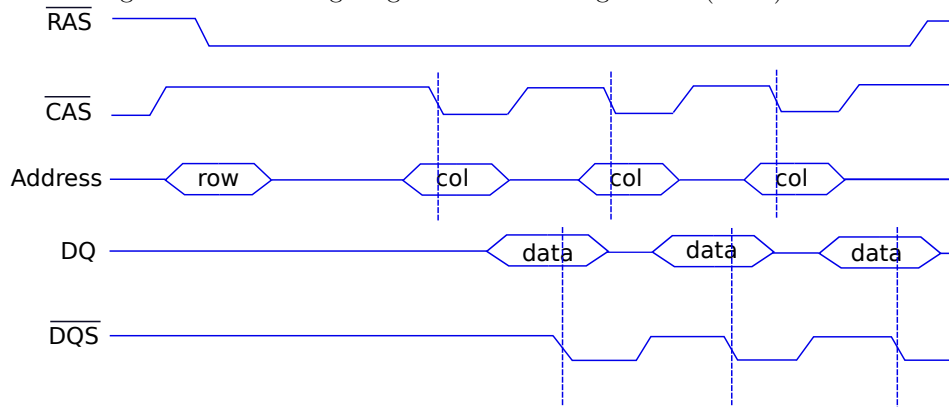 RAS
CAS
Address row col col col
DQ data data data
DQS